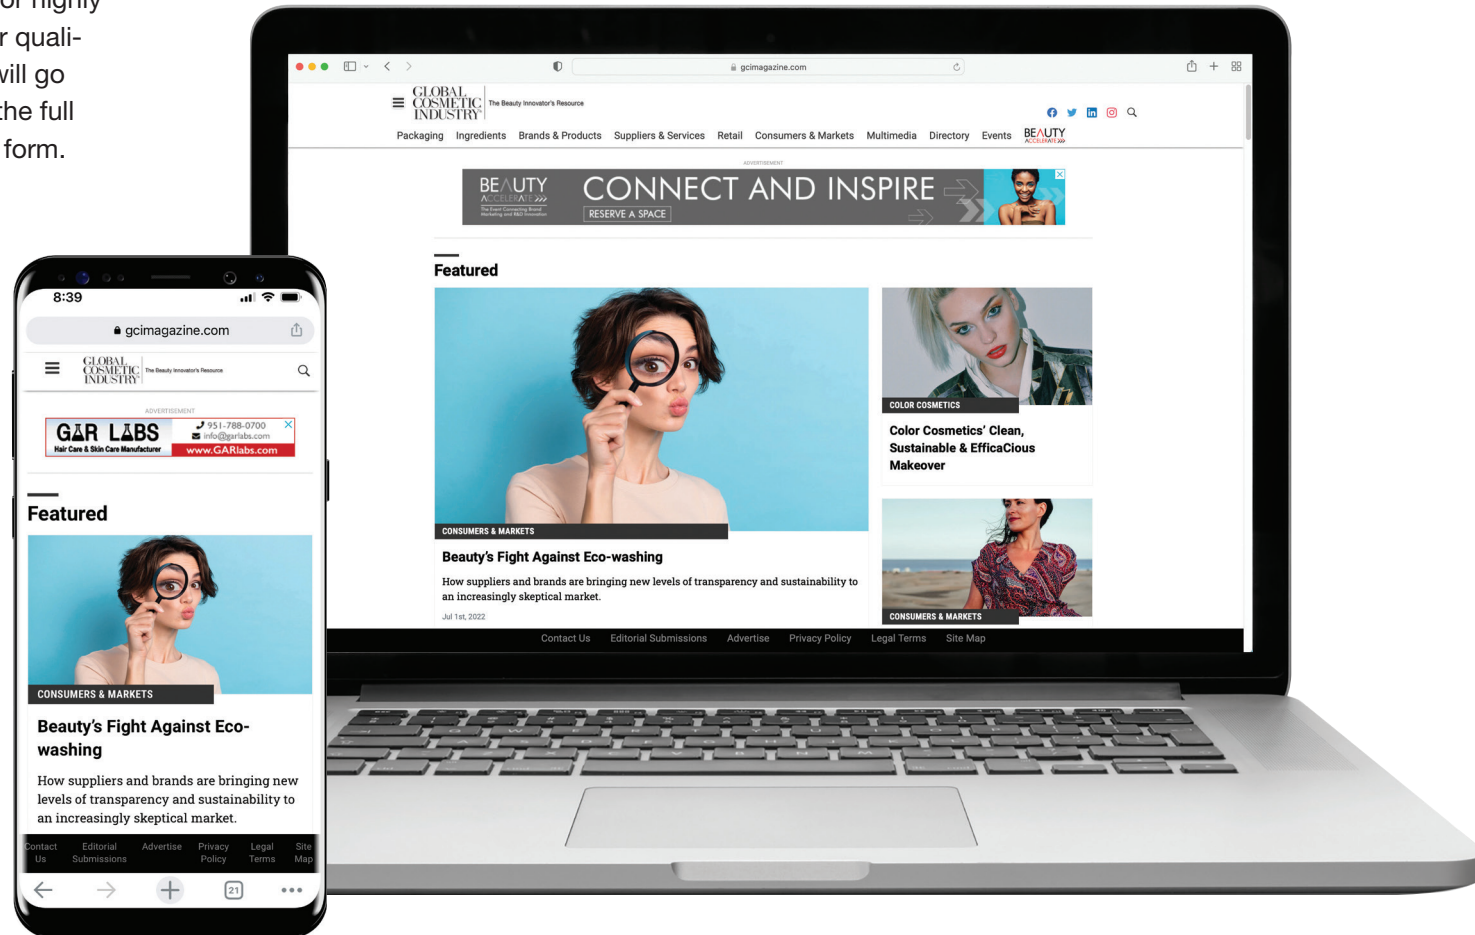 or highly
r quali-
will go
the full
form.
gcimagazine.com
GLOBAL
COSMETIC
INDUSTRY
The Beauty Innovator's Resource
Packaging Ingredients Brands & Products Suppliers & Services Retail Consumers & Markets Multimedia Directory Events BEAUTY
ACCELERATE
ADVERTISEMENT
BEAUTY
ACCELERATE
The Event Connecting Brand
Marketing and R&D Innovation
CONNECT AND INSPIRE
RESERVE A SPACE
Featured
CONSUMERS & MARKETS
Beauty's Fight Against Eco-washing
How suppliers and brands are bringing new levels of transparency and sustainability to
an increasingly skeptical market.
Jul 1st, 2022
COLOR COSMETICS
Color Cosmetics' Clean,
Sustainable & EfficaCious
Makeover
CONSUMERS & MARKETS
Contact Us Editorial Submissions Advertise Privacy Policy Legal Terms Site Map
8:39
gcimagazine.com
GLOBAL
COSMETIC
INDUSTRY
The Beauty Innovator's Resource
ADVERTISEMENT
GAR LABS
Hair Care & Skin Care Manufacturer
951-788-0700
info@garlabs.com
www.GARlabs.com
Featured
CONSUMERS & MARKETS
Beauty's Fight Against Eco-
washing
How suppliers and brands are bringing new
levels of transparency and sustainability to
an increasingly skeptical market.
Contact Editorial Advertise Privacy Legal Site
Us Submissions Policy Terms Map
21